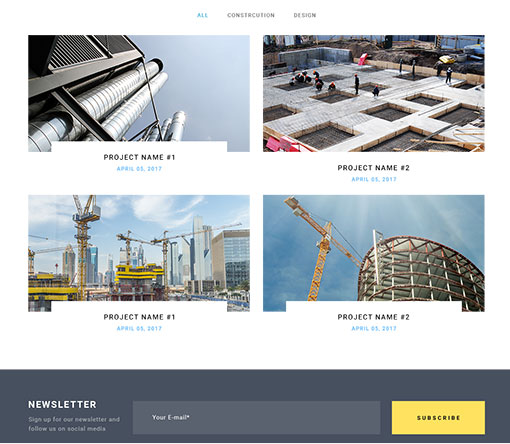 ALL CONSTRCUTION DESIGN
PROJECT NAME #1
APRIL 05, 2017
PROJECT NAME #2
APRIL 05, 2017
PROJECT NAME #1
APRIL 05, 2017
PROJECT NAME #2
APRIL 05, 2017
NEWSLETTER
Sign up for our newsletter and
follow us on social media
Your E-mail*
SUBSCRIBE